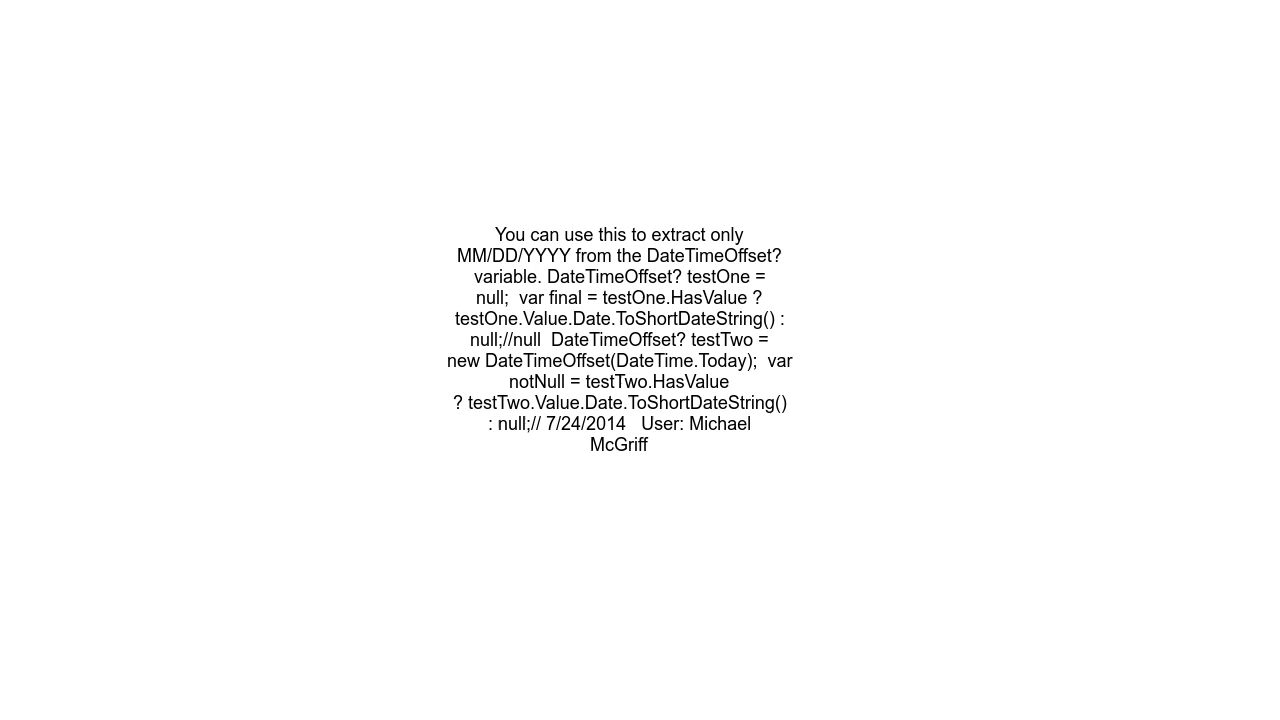 You can use this to extract only
MM/DD/YYYY from the DateTimeOffset?
variable. DateTimeOffset? testOne =
null;  var final = testOne.HasValue ?
testOne.Value.Date.ToShortDateString() :
null;//null  DateTimeOffset? testTwo =
new DateTimeOffset(DateTime.Today);  var
notNull = testTwo.HasValue
? testTwo.Value.Date.ToShortDateString()
: null;// 7/24/2014   User: Michael
McGriff